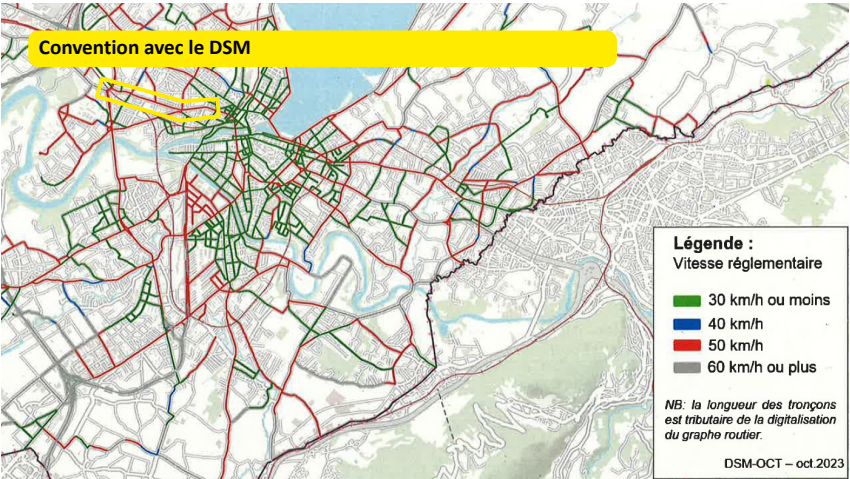 Convention avec le DSM
Légende :
Vitesse réglementaire
30 km/h ou moins
40 km/h
50 km/h
60 km/h ou plus
NB: la longueur des tronçons
est tributaire de la digitalisation
du graphe routier.
DSM-OCT – oct.2023